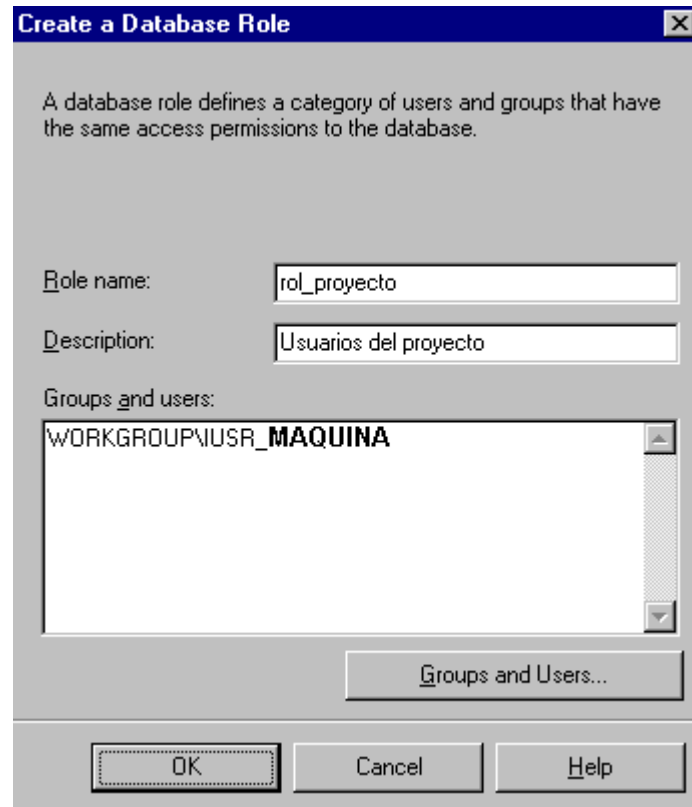 Create a Database Role
A database role defines a category of users and groups that have
the same access permissions to the database.
Role name:
rol_proyecto
Description:
Usuarios del proyecto
Groups and users:
WORKGROUP\IUSR_MAQUINA
Groups and Users...
OK
Cancel
Help